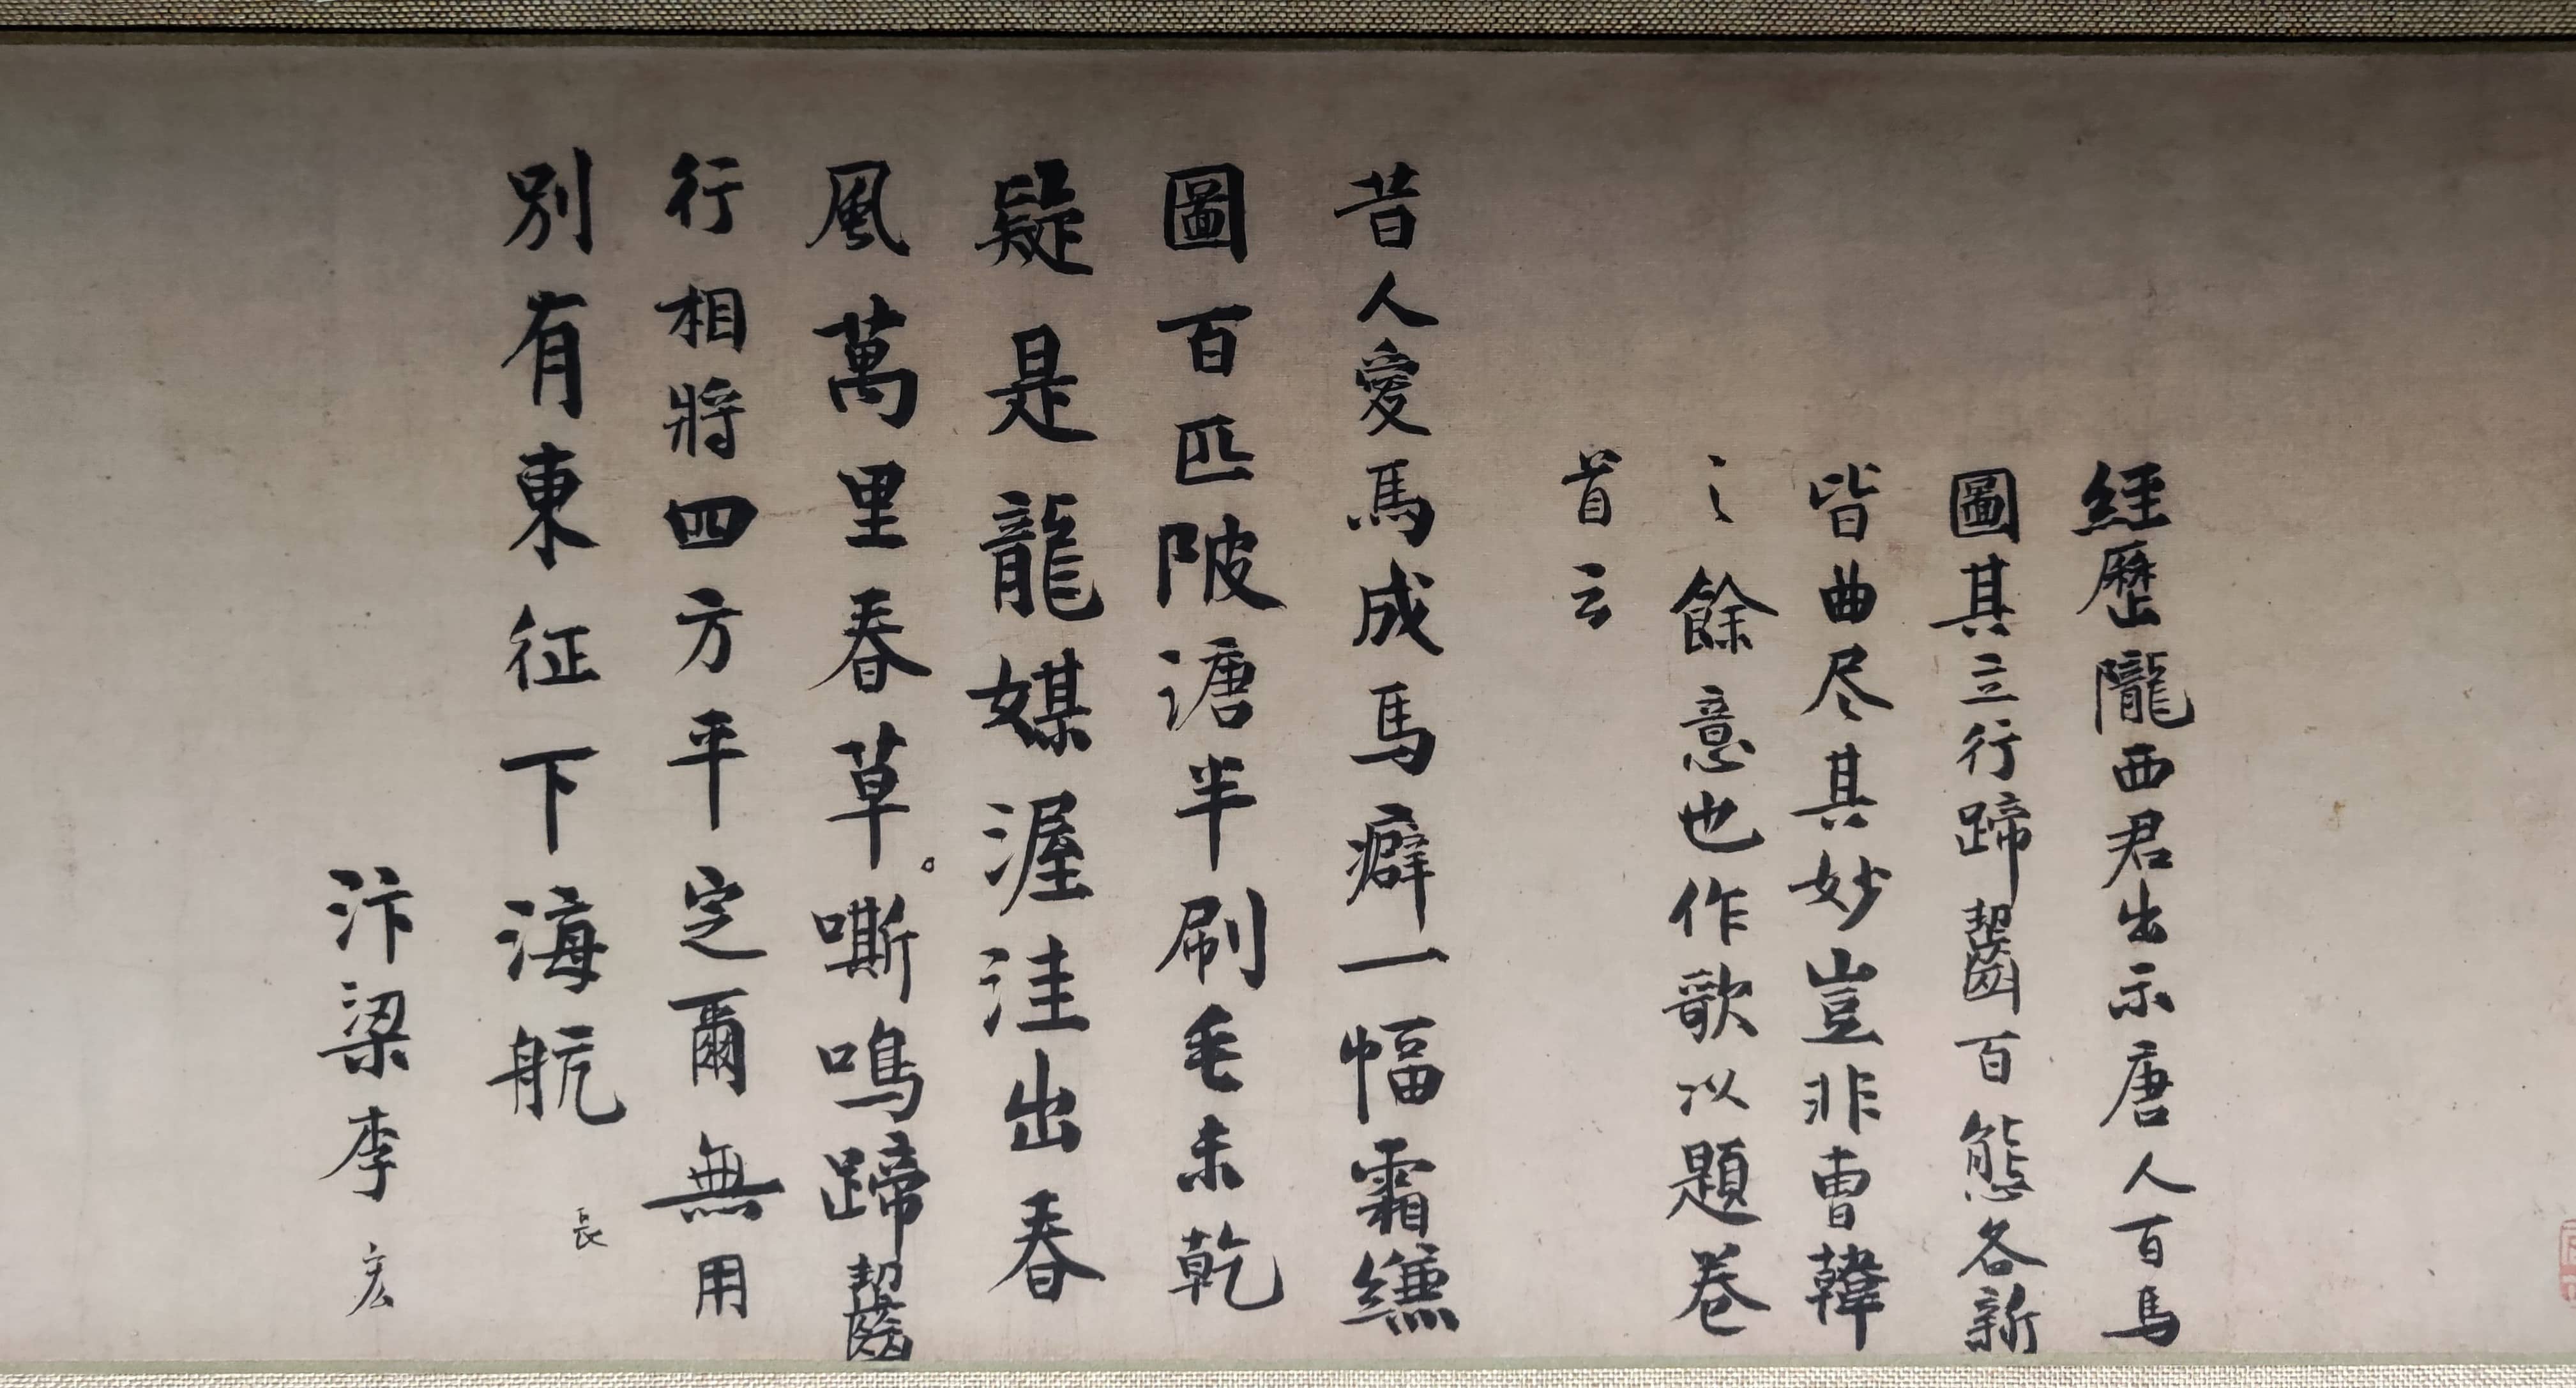 經歷隴西君出示唐人百馬
圖其立行蹄齧百態各新
皆曲尽其妙豈非曹韓
之餘意也作歌以題卷
首云
昔人愛馬成馬癖一幅霜縑
圖百匹陂溏半刷毛未乾
疑是龍媒渥洼出春
風萬里春草嘶鳴蹄齧
行相將四方平定爾無用
別有東征下海航
長
汴梁李宏